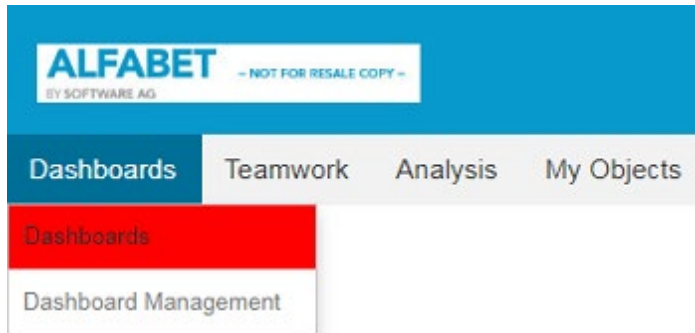 ALFABET – NOT FOR RESALE COPY –
BY SOFTWARE AG
Dashboards Teamwork Analysis My Objects
Dashboards
Dashboard Management